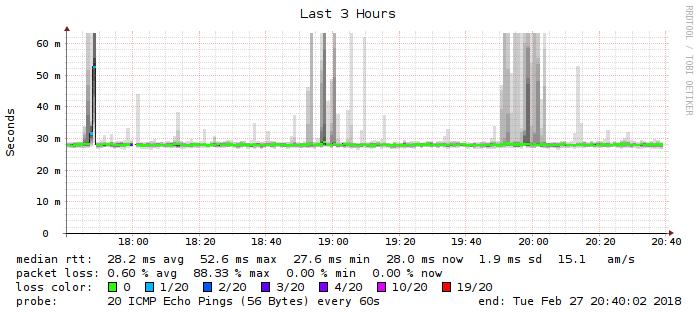 Last 3 Hours
RRDTOOL / TOBI OETIKER
Seconds
60 m
50 m
40 m
30 m
20 m
10 m
0
18:00 18:20 18:40 19:00 19:20 19:40 20:00 20:20 20:40
median rtt: 28.2 ms avg 52.6 ms max 27.6 ms min 28.0 ms now 1.9 ms sd 15.1 am/s
packet loss: 0.60 % avg 88.33 % max 0.00 % min 0.00 % now
loss color: 0 1/20 2/20 3/20 4/20 10/20 19/20
probe: 20 ICMP Echo Pings (56 Bytes) every 60s end: Tue Feb 27 20:40:02 2018